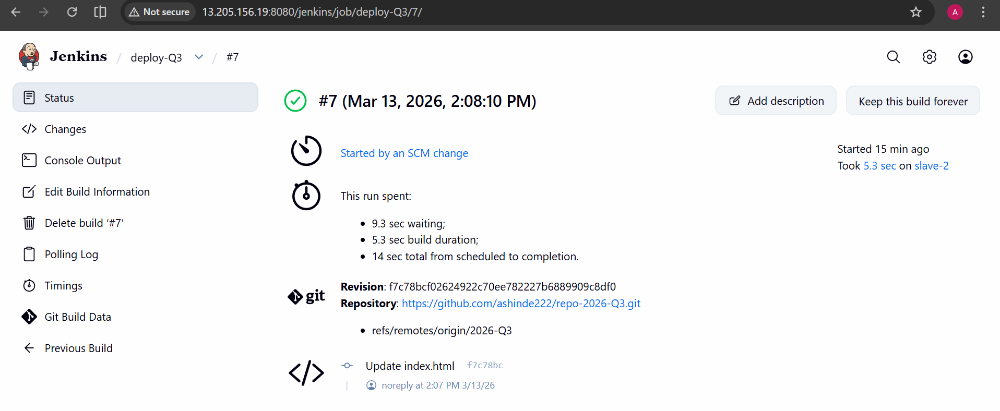 Not secure
13.205.156.19:8080/jenkins/job/deploy-Q3/7/
A
Jenkins / deploy-Q3 / #7
Status
Changes
Console Output
Edit Build Information
Delete build ‘#7’
Polling Log
Timings
Git Build Data
Previous Build
#7 (Mar 13, 2026, 2:08:10 PM)
Add description
Keep this build forever
Started by an SCM change
Started 15 min ago
Took 5.3 sec on slave-2
This run spent:
• 9.3 sec waiting;
• 5.3 sec build duration;
• 14 sec total from scheduled to completion.
git
Revision: f7c78bcf02624922c70ee782227b6889909c8df0
Repository: https://github.com/ashinde222/repo-2026-Q3.git
• refs/remotes/origin/2026-Q3
Update index.html f7c78bc
noreply at 2:07 PM 3/13/26